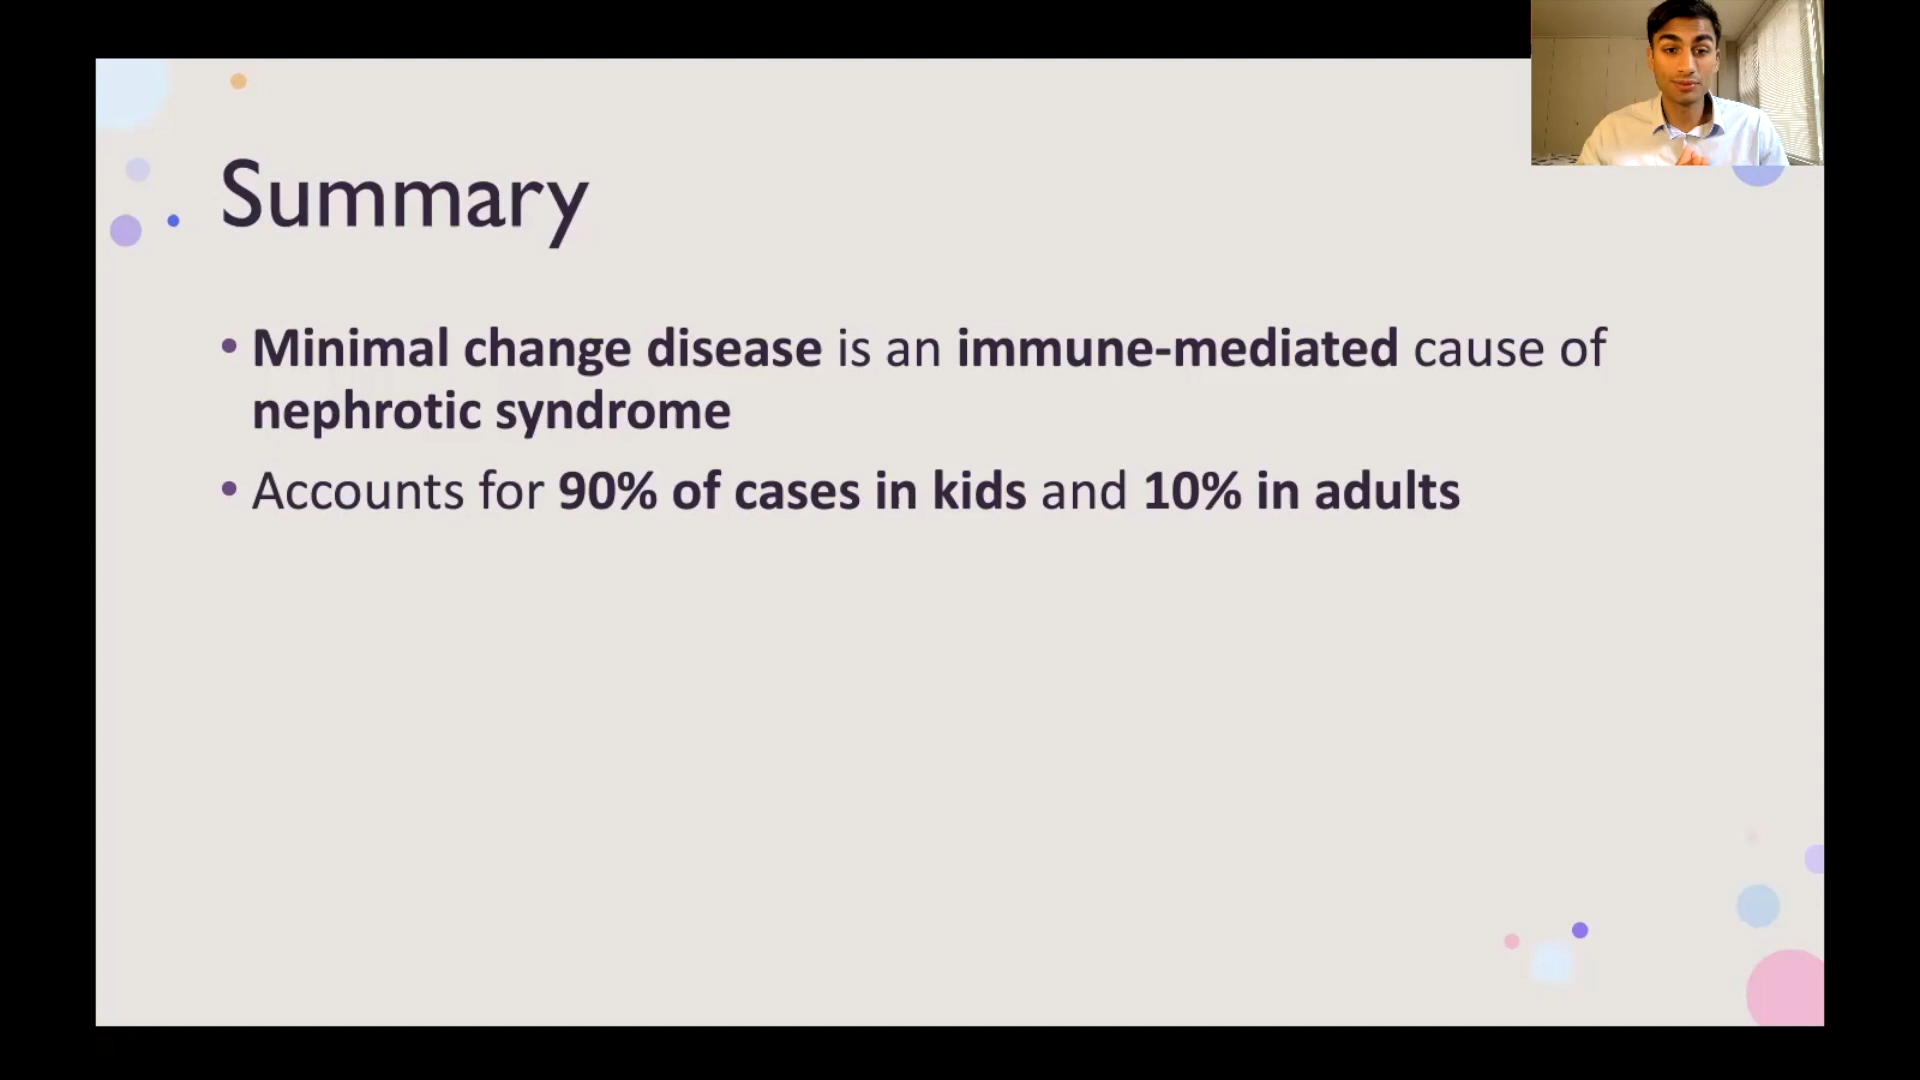 Summary
• Minimal change disease is an immune-mediated cause of
nephrotic syndrome
• Accounts for 90% of cases in kids and 10% in adults